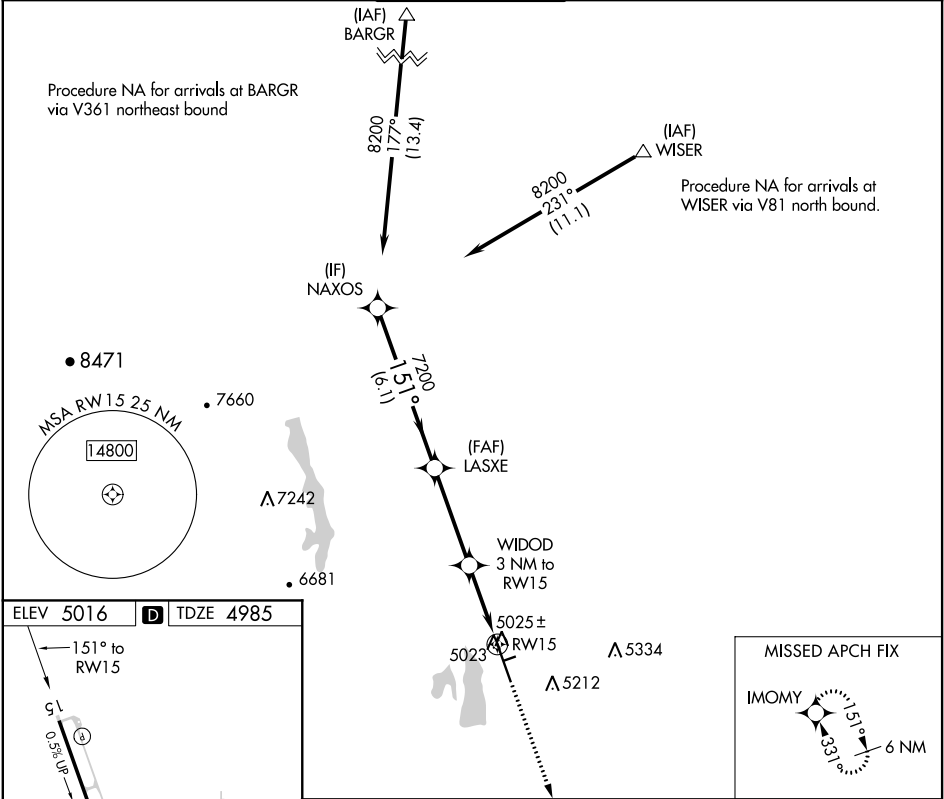 (IAF)
BARGR
Procedure NA for arrivals at BARGR
via V361 northeast bound
8200
177°
(13.4)
(IAF)
WISER
8200
231°
(11.1)
Procedure NA for arrivals at
WISER via V81 north bound.
(IF)
NAXOS
7200
151°
(6.1)
8471
7660
MSA RW15 25 NM
14800
7242
6681
(FAF)
LASXE
WIDOD
3 NM to
RW15
5025±
5023
RW15
5334
5212
ELEV 5016
D
TDZE 4985
151° to
RW15
15
P
0.5% UP
MISSED APCH FIX
IMOMY
151°
331°
6 NM